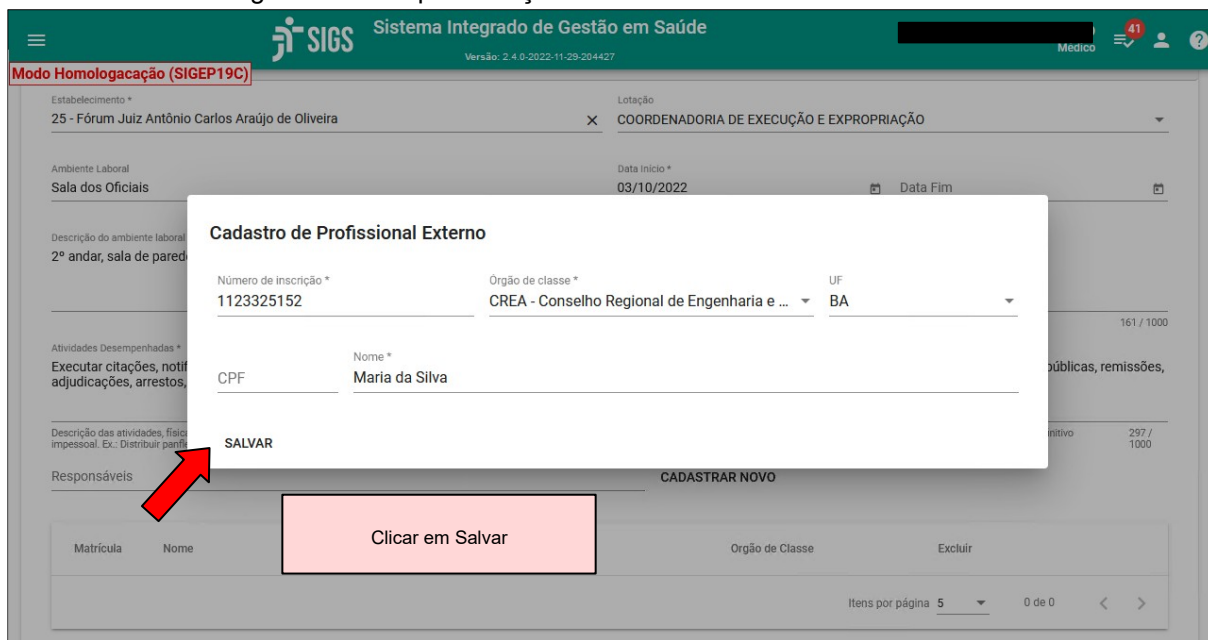 SIGS
Sistema Integrado de Gestão em Saúde
Versão: 2.4.0-2022-11-29-204427
Médico
41
Modo Homologacação (SIGEP19C)
Estabelecimento *
25 - Fórum Juiz Antônio Carlos Araújo de Oliveira
Lotação
COORDENADORIA DE EXECUÇÃO E EXPROPRIAÇÃO
Ambiente Laboral
Sala dos Oficiais
Data Início *
03/10/2022
Data Fim
Descrição do ambiente laboral
2º andar, sala de pared
161 / 1000
Cadastro de Profissional Externo
Número de inscrição *
1123325152
Órgão de classe *
CREA - Conselho Regional de Engenharia e ...
UF
BA
CPF
Nome *
Maria da Silva
SALVAR
Atividades Desempenhadas *
Executar citações, notif
públicas, remissões,
adjudicações, arrestos,
Descrição das atividades, física
impessoal. Ex.: Distribuir panfle
initivo
297 / 1000
Responsáveis
CADASTRAR NOVO
Clicar em Salvar
Matrícula Nome Orgão de Classe Excluir
Itens por página 5 0 de 0